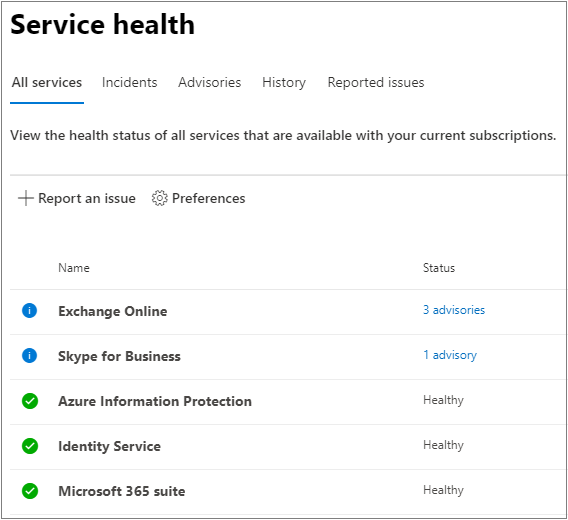 Service health
All services Incidents Advisories History Reported issues
View the health status of all services that are available with your current subscriptions.
Report an issue Preferences
Name Status
Exchange Online 3 advisories
Skype for Business 1 advisory
Azure Information Protection Healthy
Identity Service Healthy
Microsoft 365 suite Healthy